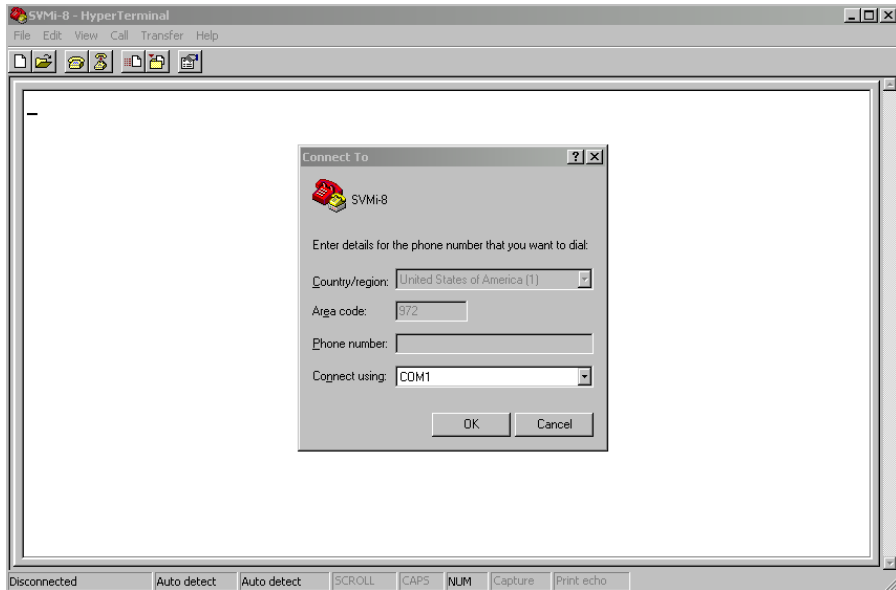 SVMi-8 - HyperTerminal
File Edit View Call Transfer Help
Connect To
SVMi-8
Enter details for the phone number that you want to dial:
Country/region: United States of America (1)
Area code: 972
Phone number:
Connect using: COM1
OK Cancel
Disconnected Auto detect Auto detect SCROLL CAPS NUM Capture Print echo